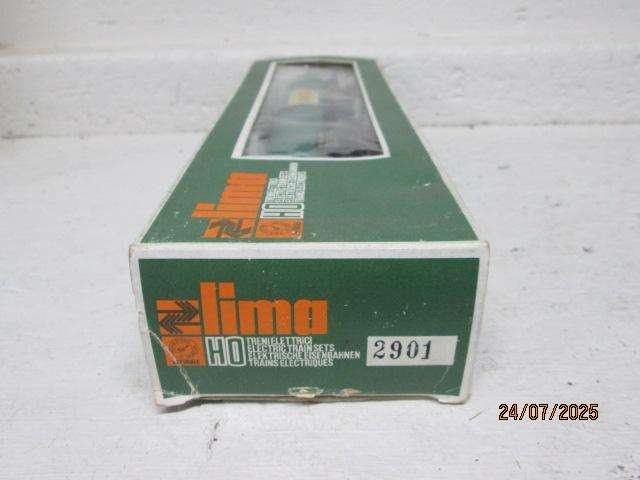 lima
HO
lima
HO TRENI ELETTRICI
ELECTRIC TRAIN SETS
ELEKTRISCHE EISENBAHNEN
TRAINS ELECTRIQUES
2901
24/07/2025